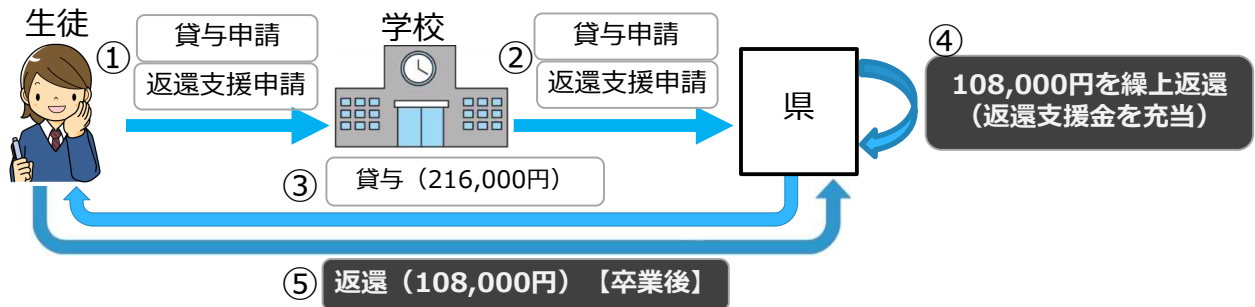 生徒
①
貸与申請
返還支援申請
学校
②
貸与申請
返還支援申請
県
④
108,000円を繰上返還
（返還支援金を充当）
③
貸与（216,000円）
⑤
返還（108,000円）【卒業後】